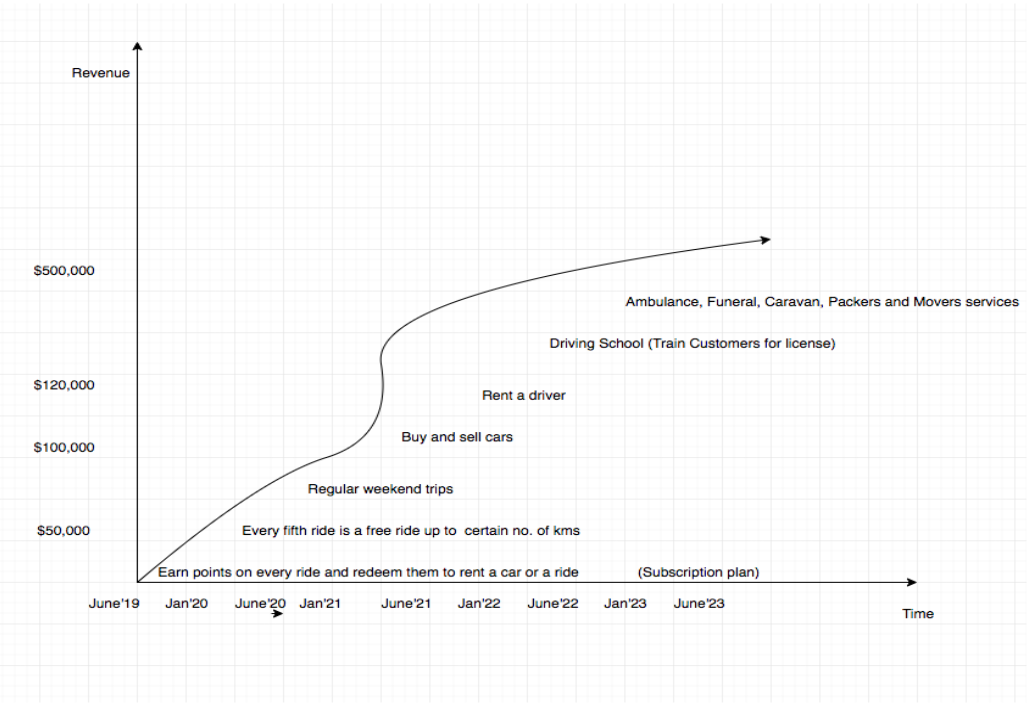 Revenue
$500,000
Ambulance, Funeral, Caravan, Packers and Movers services
Driving School (Train Customers for license)
$120,000
Rent a driver
Buy and sell cars
$100,000
Regular weekend trips
$50,000
Every fifth ride is a free ride up to certain no. of kms
Earn points on every ride and redeem them to rent a car or a ride (Subscription plan)
June'19 Jan'20 June'20 Jan'21 June'21 Jan'22 June'22 Jan'23 June'23
Time